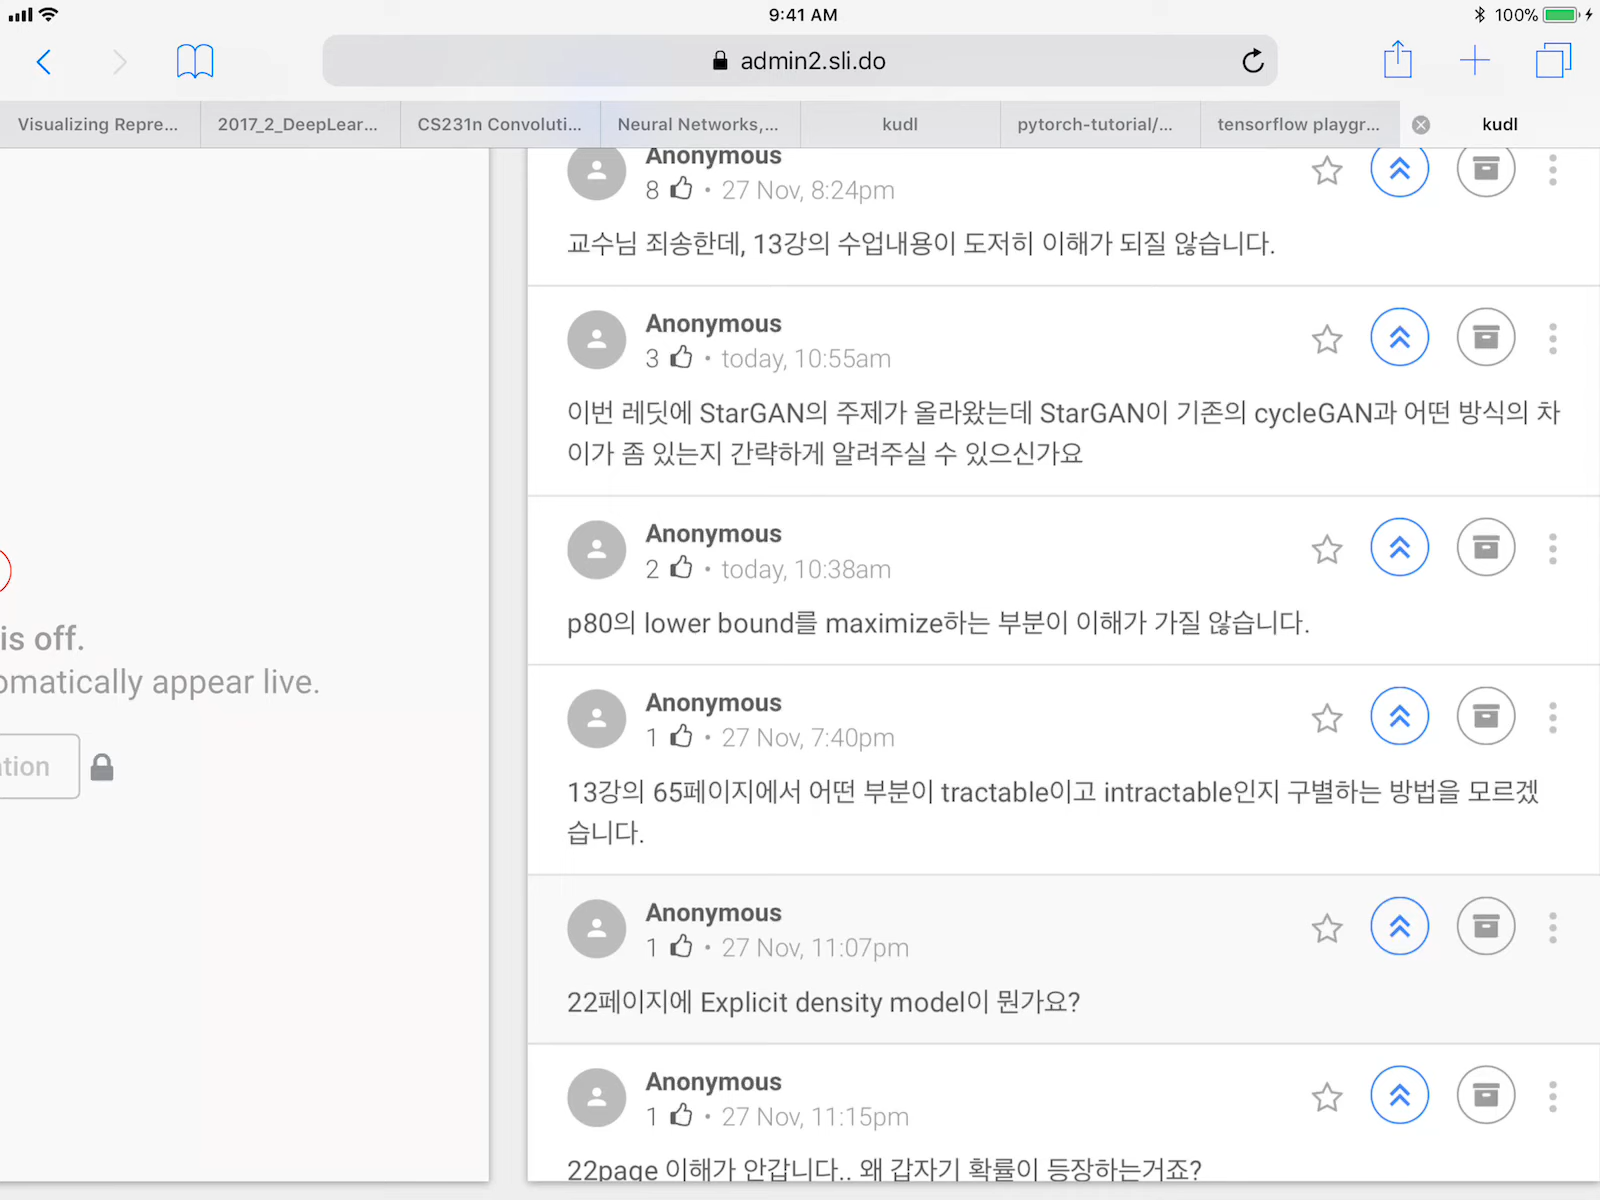 9:41 AM
100%
admin2.sli.do
Visualizing Repre...
2017_2_DeepLear...
CS231n Convoluti...
Neural Networks,...
kudl
pytorch-tutorial/...
tensorflow playgr...
kudl
is off.
omatically appear live.
ation
Anonymous
8 • 27 Nov, 8:24pm
교수님 죄송한데, 13강의 수업내용이 도저히 이해가 되질 않습니다.
Anonymous
3 • today, 10:55am
이번 레딧에 StarGAN의 주제가 올라왔는데 StarGAN이 기존의 cycleGAN과 어떤 방식의 차
이가 좀 있는지 간략하게 알려주실 수 있으신가요
Anonymous
2 • today, 10:38am
p80의 lower bound를 maximize하는 부분이 이해가 가질 않습니다.
Anonymous
1 • 27 Nov, 7:40pm
13강의 65페이지에서 어떤 부분이 tractable이고 intractable인지 구별하는 방법을 모르겠
습니다.
Anonymous
1 • 27 Nov, 11:07pm
22페이지에 Explicit density model이 뭔가요?
Anonymous
1 • 27 Nov, 11:15pm
22page 이해가 안갑니다.. 왜 갑자기 확률이 등장하는거죠?